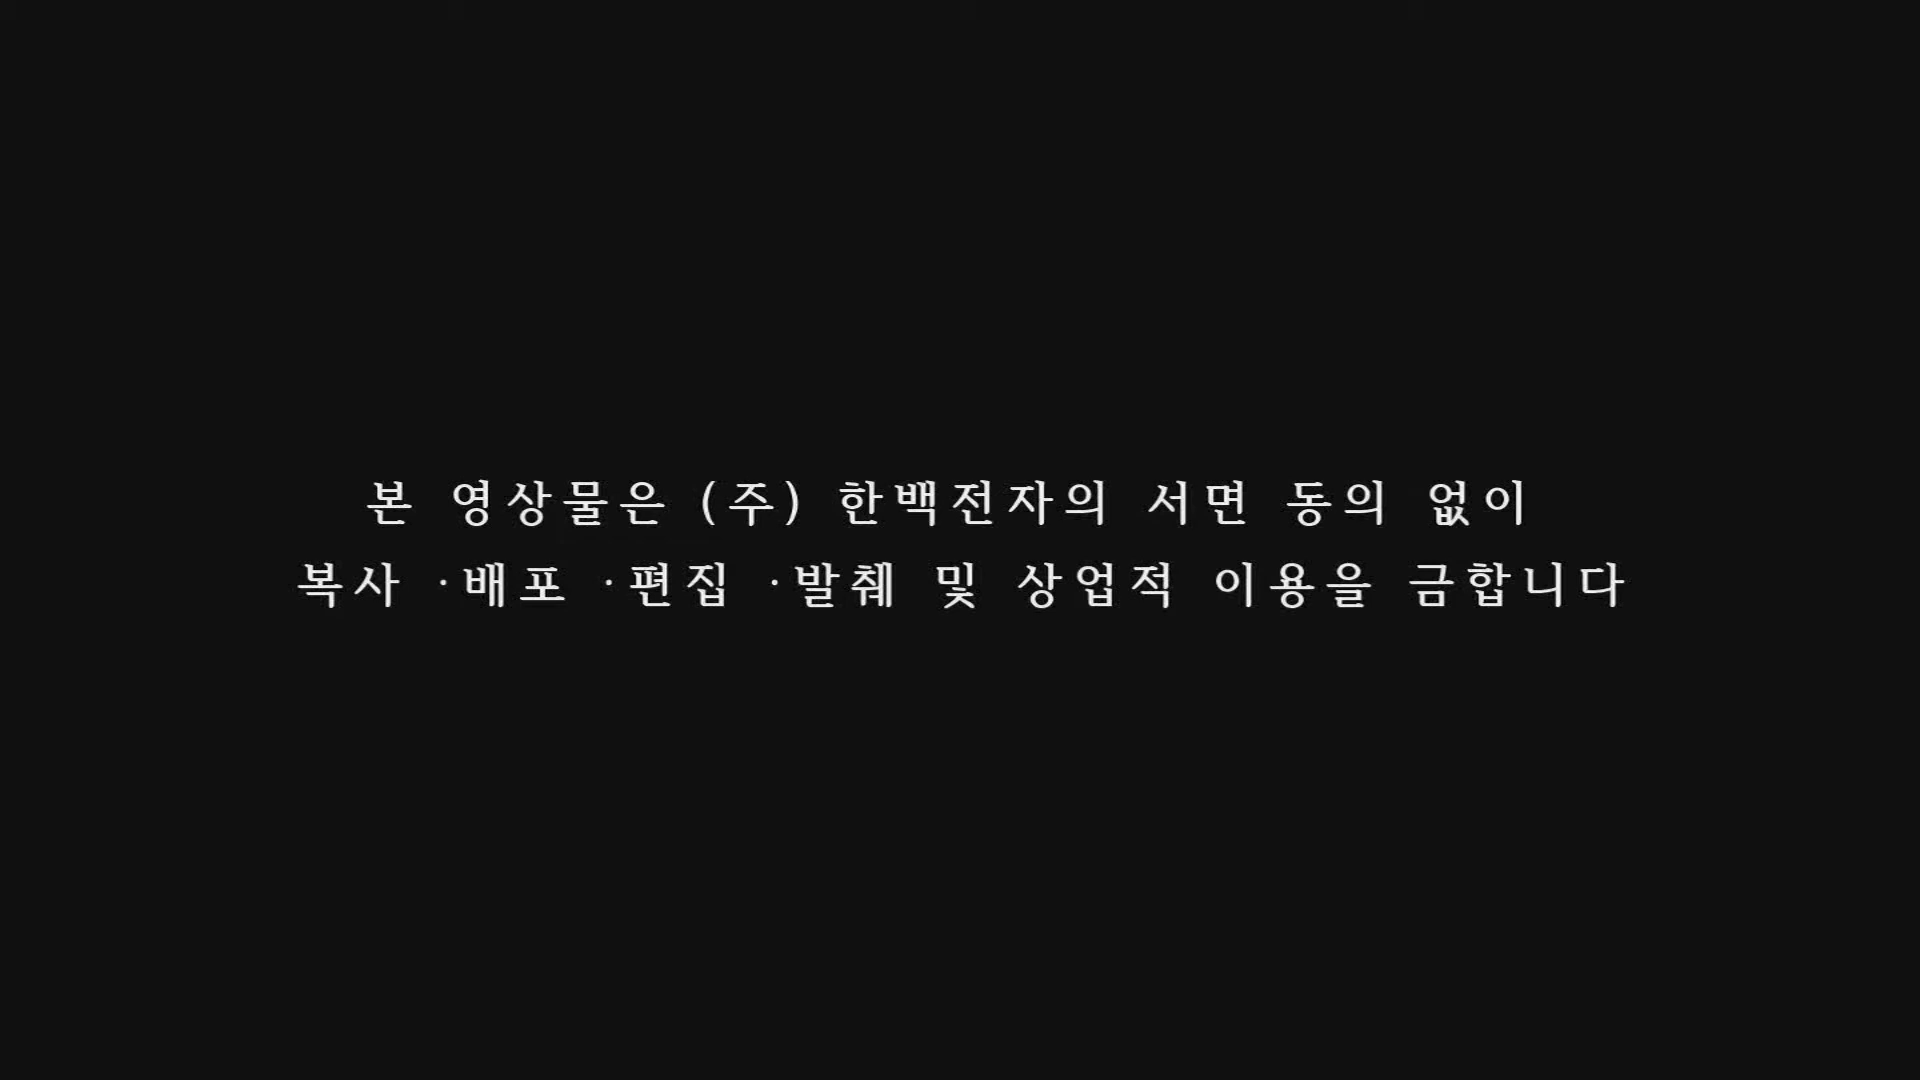 본 영상물은 (주) 한백전자의 서면 동의 없이
복사 ·배포 ·편집 ·발췌 및 상업적 이용을 금합니다